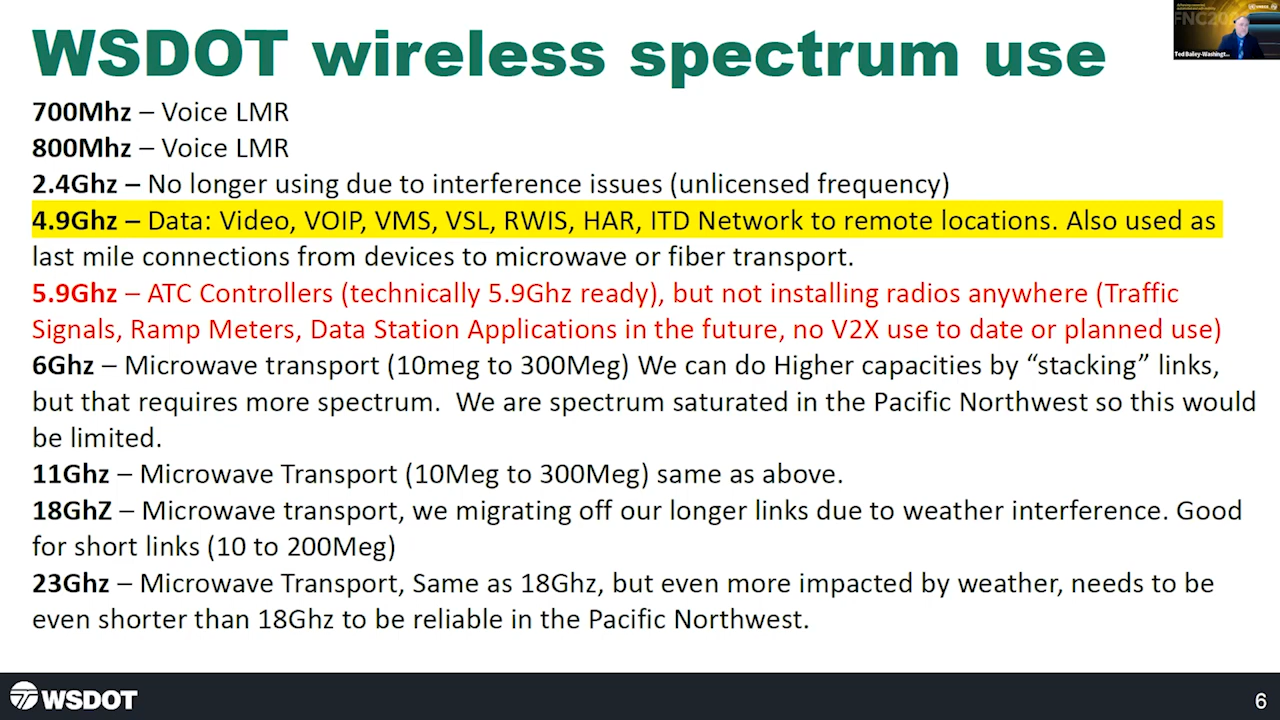 WSDOT wireless spectrum use
700Mhz – Voice LMR
800Mhz – Voice LMR
2.4Ghz – No longer using due to interference issues (unlicensed frequency)
4.9Ghz – Data: Video, VOIP, VMS, VSL, RWIS, HAR, ITD Network to remote locations. Also used as
last mile connections from devices to microwave or fiber transport.
5.9Ghz – ATC Controllers (technically 5.9Ghz ready), but not installing radios anywhere (Traffic
Signals, Ramp Meters, Data Station Applications in the future, no V2X use to date or planned use)
6Ghz – Microwave transport (10meg to 300Meg) We can do Higher capacities by “stacking” links,
but that requires more spectrum.  We are spectrum saturated in the Pacific Northwest so this would
be limited.
11Ghz – Microwave Transport (10Meg to 300Meg) same as above.
18GhZ – Microwave transport, we migrating off our longer links due to weather interference. Good
for short links (10 to 200Meg)
23Ghz – Microwave Transport, Same as 18Ghz, but even more impacted by weather, needs to be
even shorter than 18Ghz to be reliable in the Pacific Northwest.
WSDOT
6
Ted Bailey-Washingt...